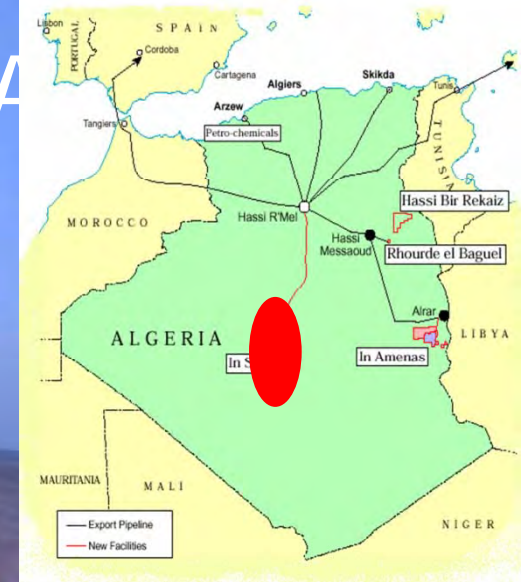 A
Lisbon
SPAIN
PORTUGAL
Cordoba
Cartagena
Algiers
Skikda
Tunis
Arzew
Tangiers
Petro-chemicals
TUNISIA
Hassi Bir Rekaiz
MOROCCO
Hassi R'Mel
Hassi
Messaoud
Rhourde el Baguel
Alrar
ALGERIA
LIBYA
In
In Amenas
MAURITANIA
MALI
NIGER
Export Pipeline
New Facilities